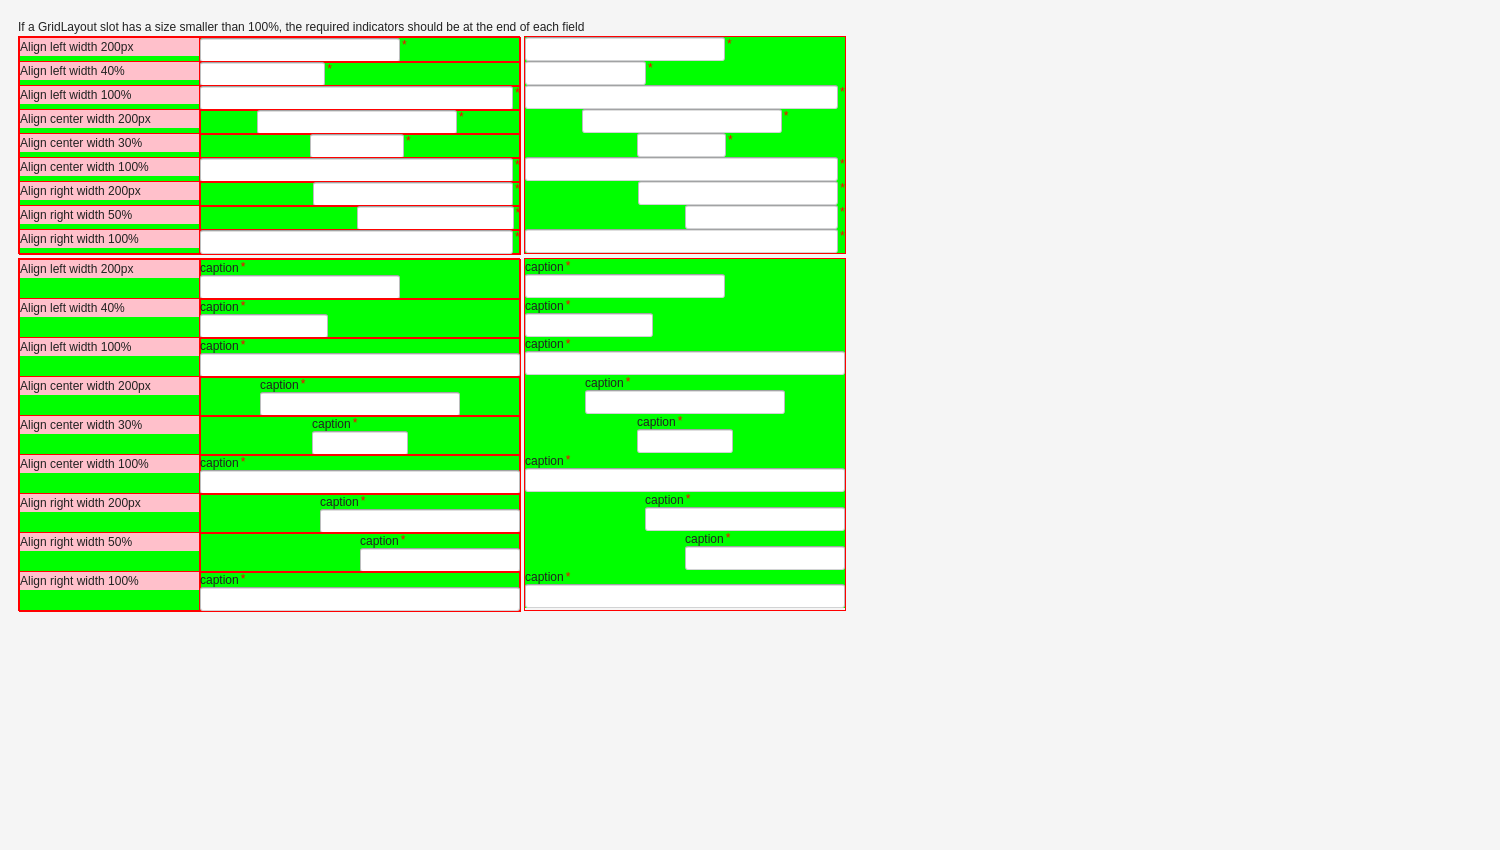 If a GridLayout slot has a size smaller than 100%, the required indicators should be at the end of each field
Align left width 200px * *
Align left width 40% * *
Align left width 100% * *
Align center width 200px * *
Align center width 30% * *
Align center width 100% * *
Align right width 200px * *
Align right width 50% * *
Align right width 100% * *
Align left width 200px caption * caption *
Align left width 40% caption * caption *
Align left width 100% caption * caption *
Align center width 200px caption * caption *
Align center width 30% caption * caption *
Align center width 100% caption * caption *
Align right width 200px caption * caption *
Align right width 50% caption * caption *
Align right width 100% caption * caption *